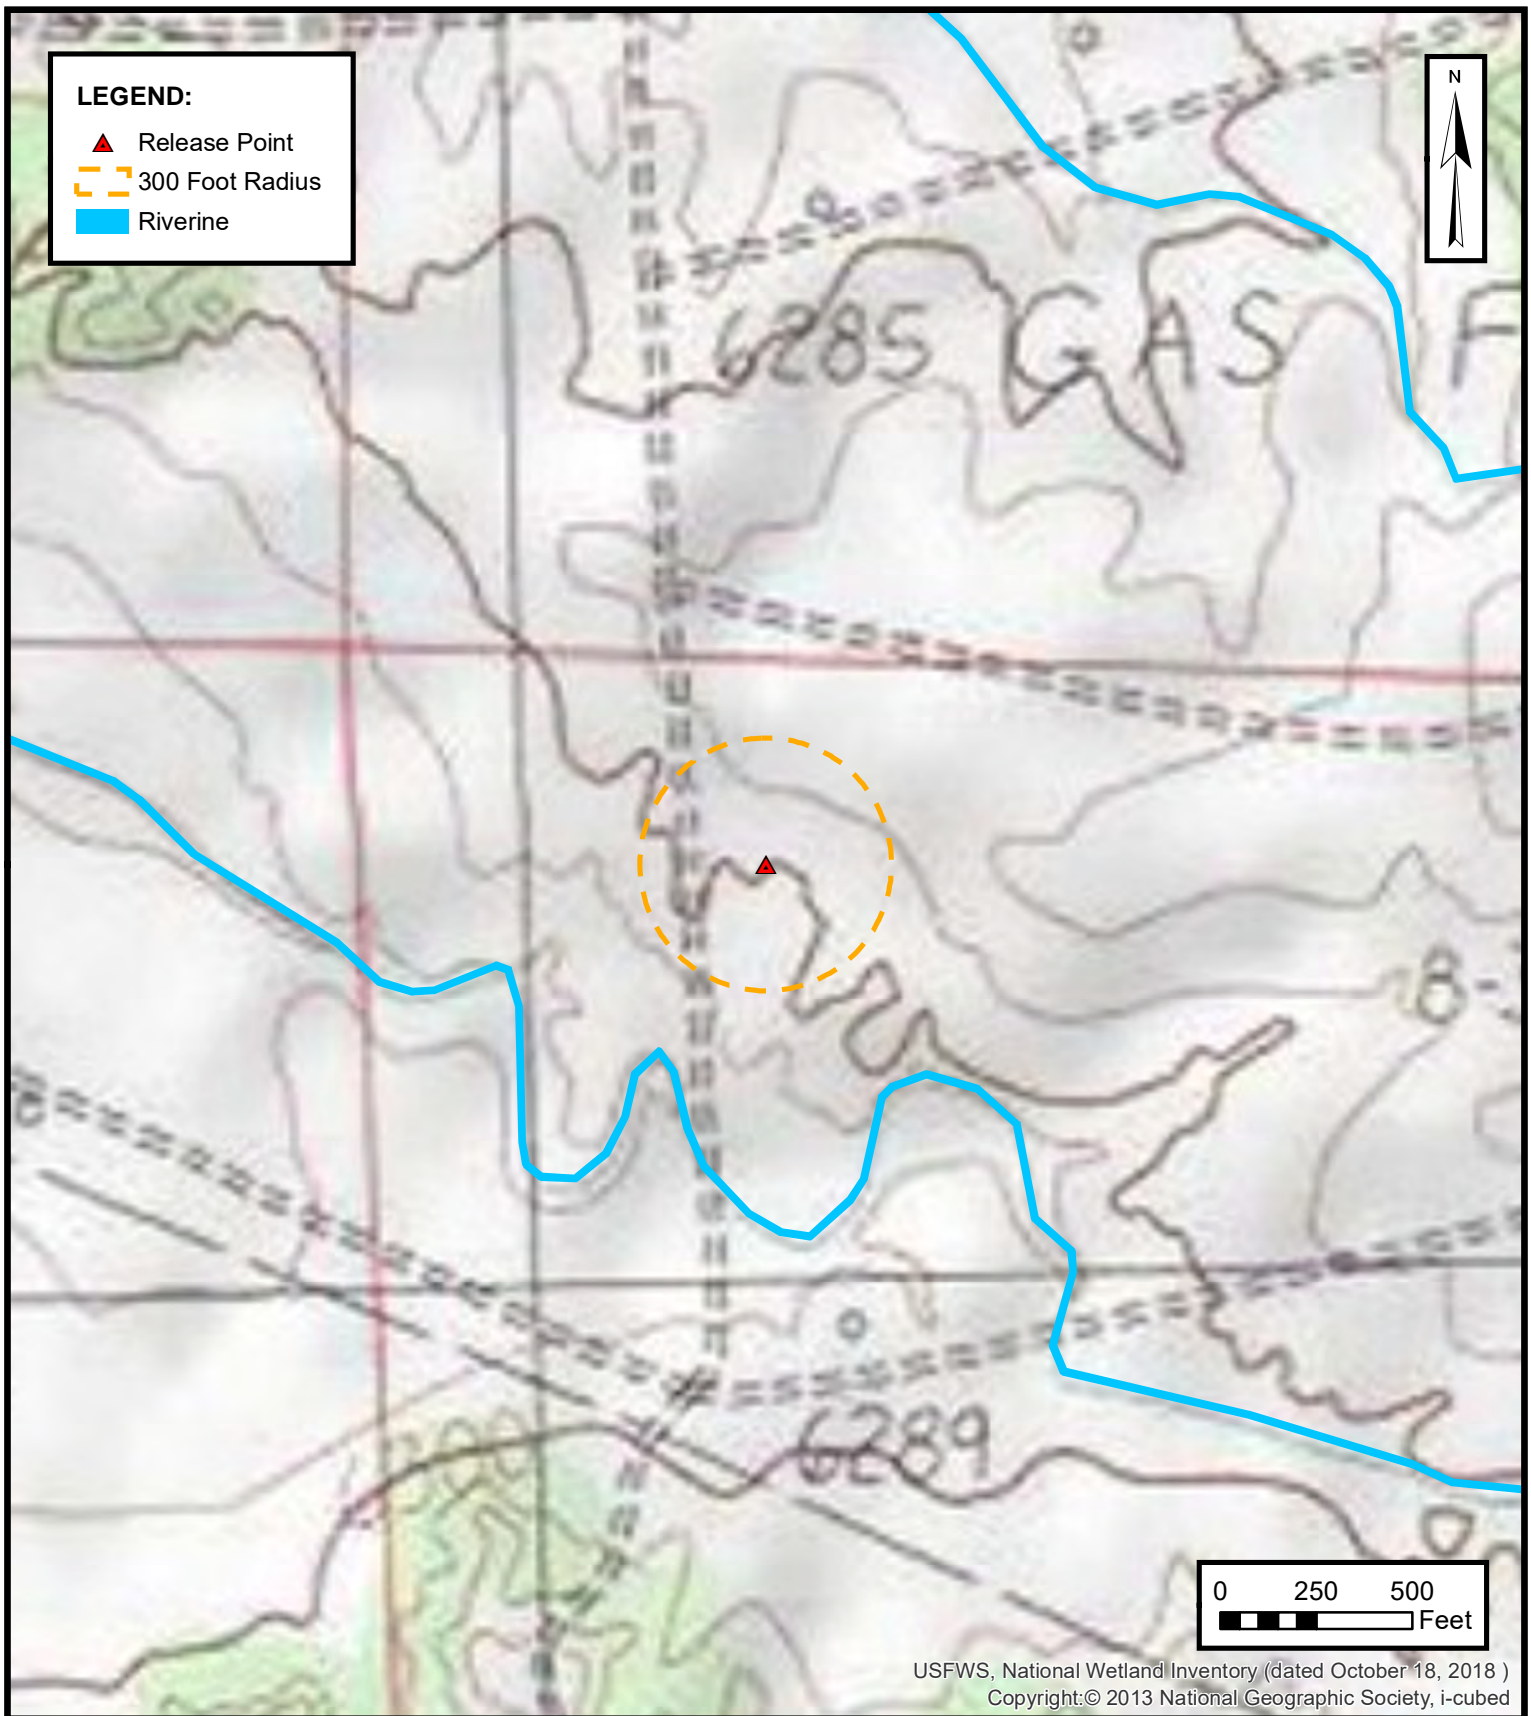 LEGEND:
Release Point
300 Foot Radius
Riverine
N
6285 GAS F
6289
0 250 500
Feet
USFWS, National Wetland Inventory (dated October 18, 2018 )
Copyright:© 2013 National Geographic Society, i-cubed